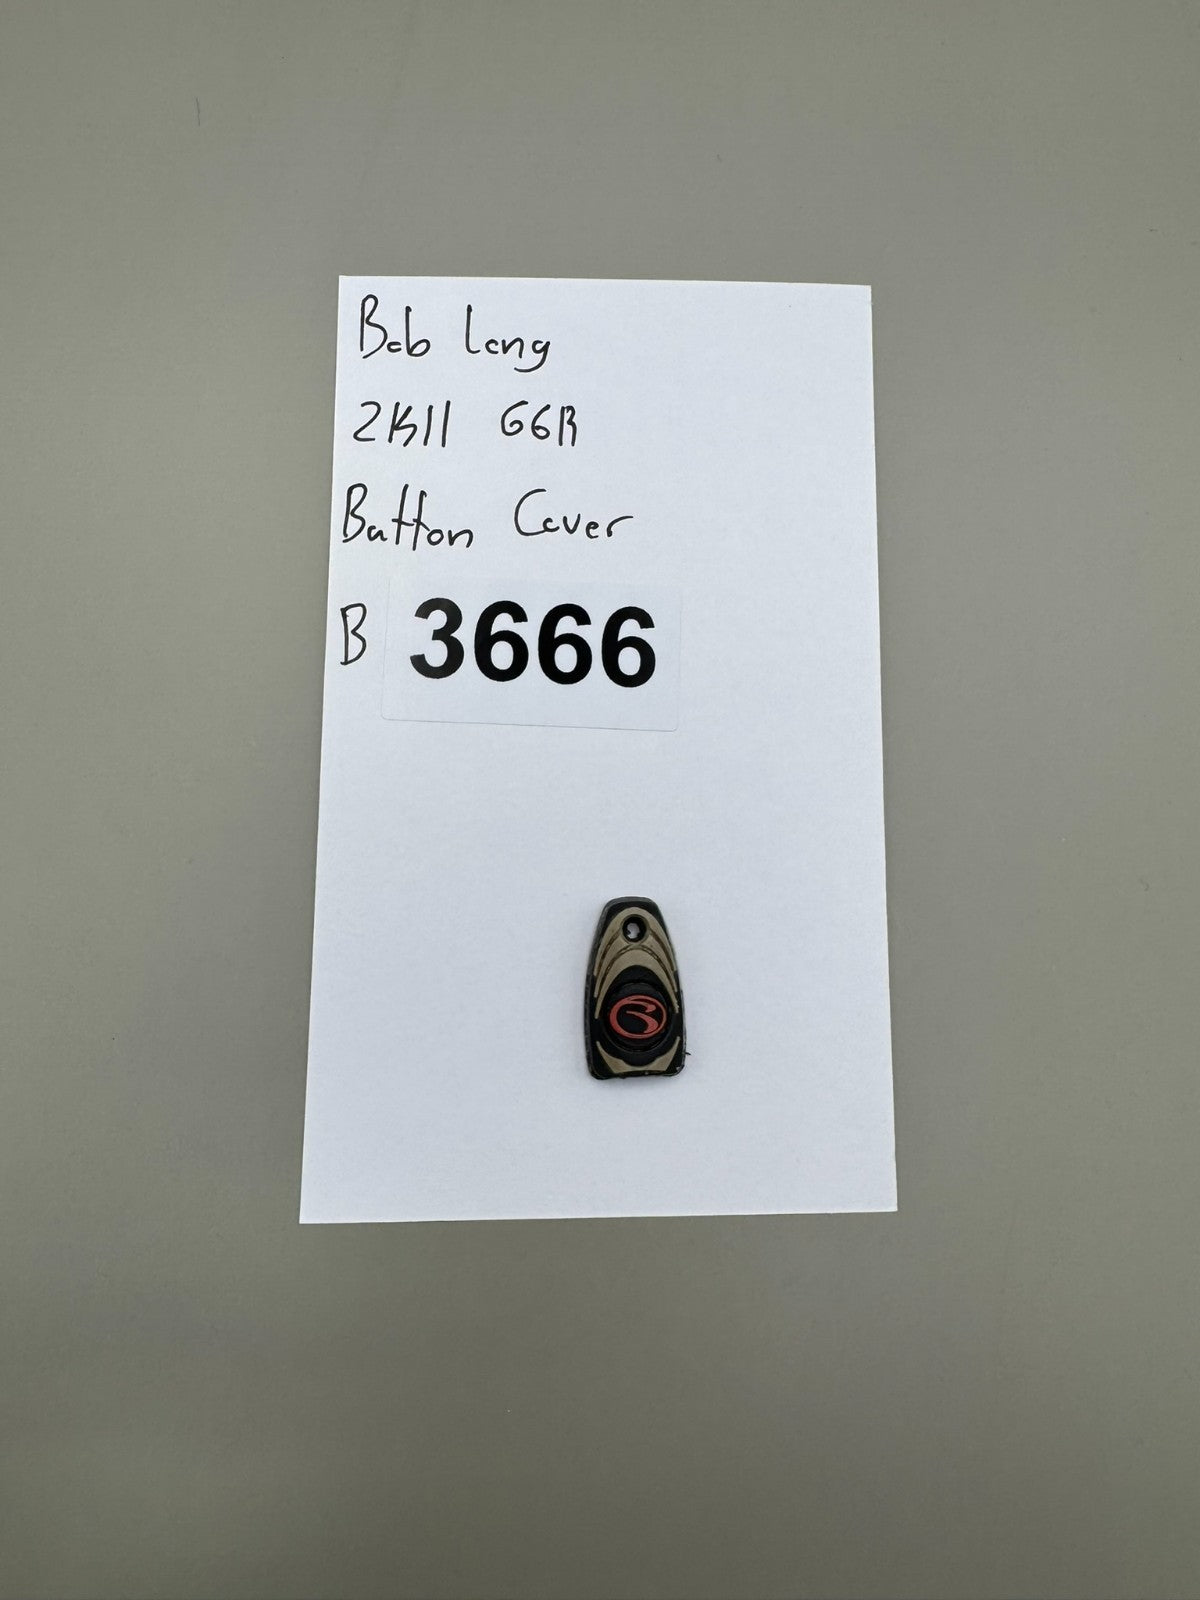 Bob Long
2K11 G6R
Button Cover
B 3666